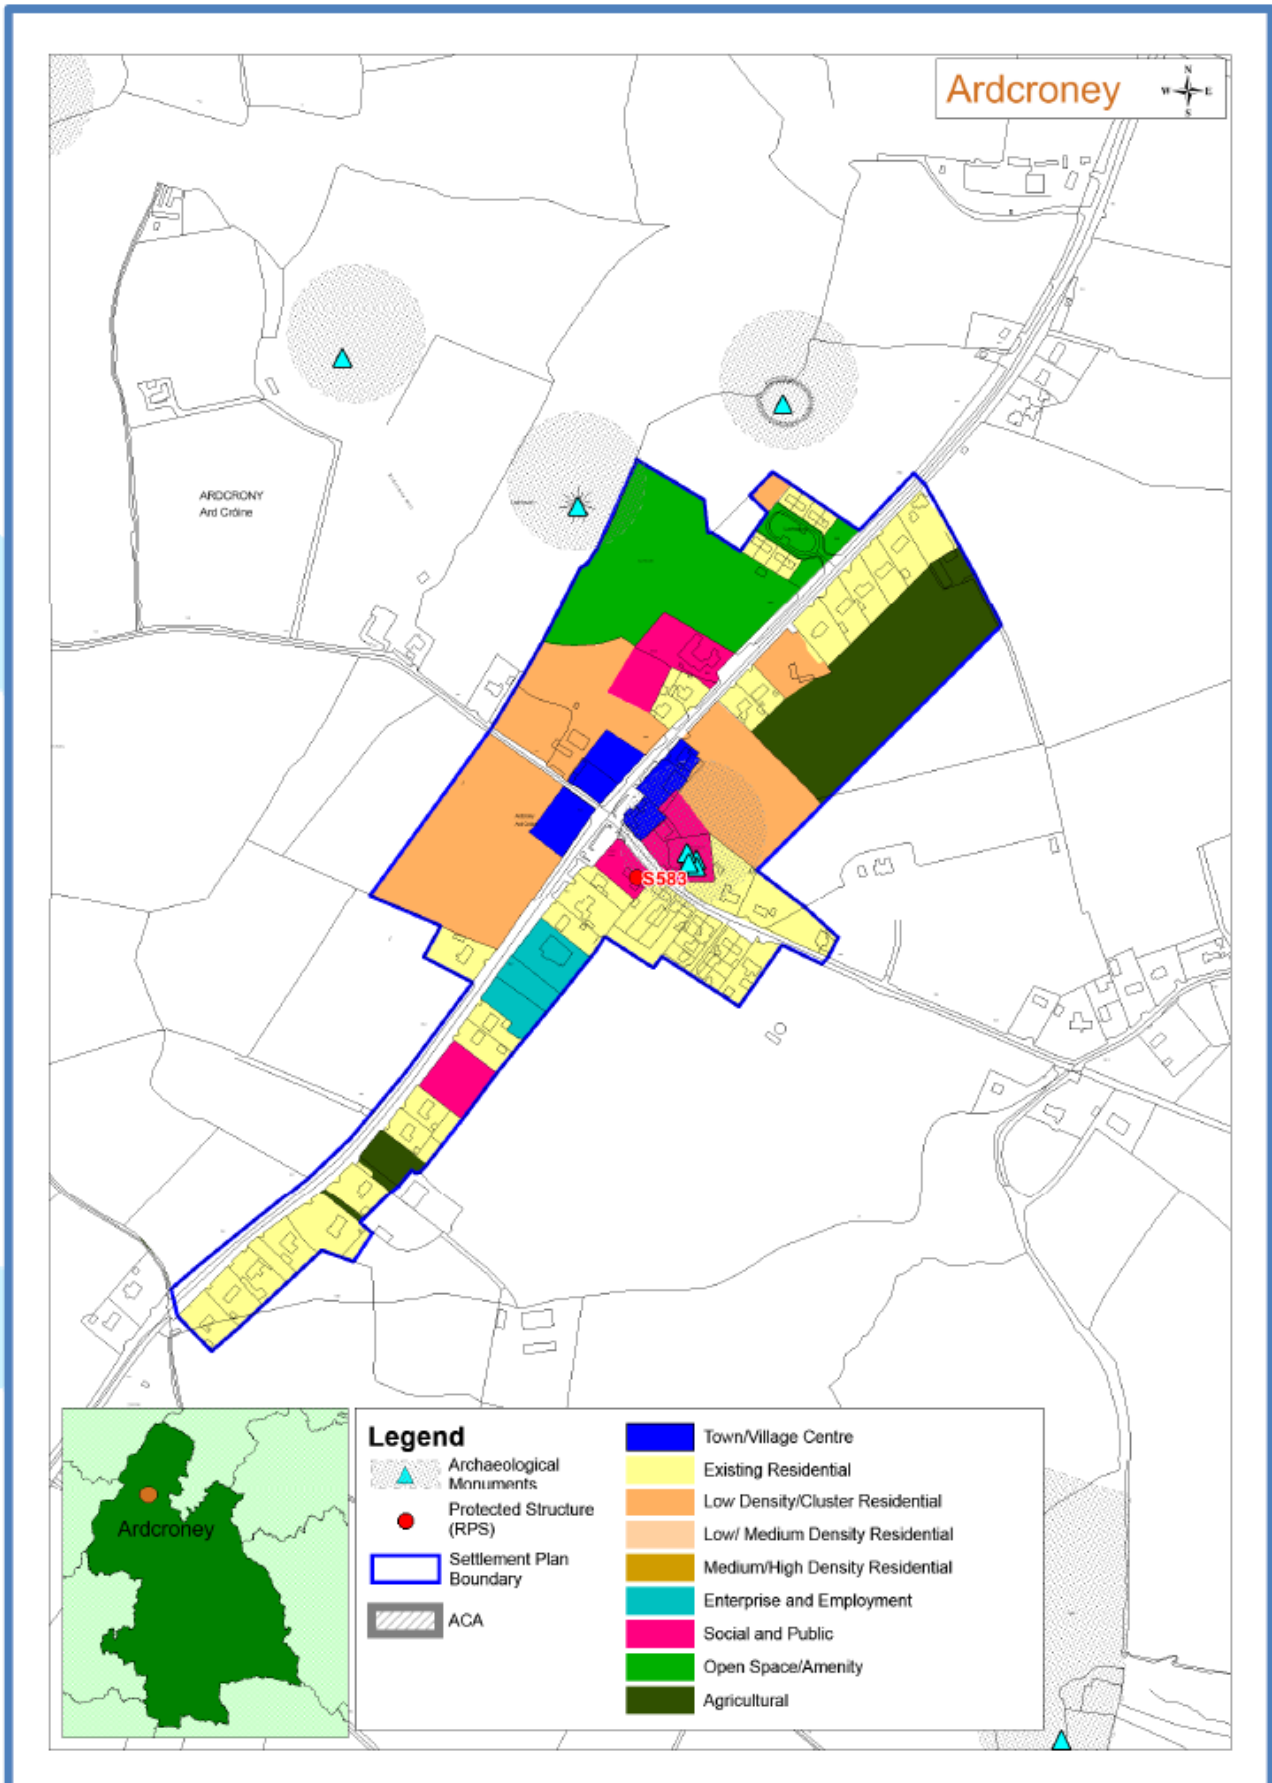 Ardcroney
N
W
E
S
ARDCRONY
Ard Cróine
S583
Ardcroney
Legend
Archaeological
Monuments
Protected Structure
(RPS)
Settlement Plan
Boundary
ACA
Town/Village Centre
Existing Residential
Low Density/Cluster Residential
Low/ Medium Density Residential
Medium/High Density Residential
Enterprise and Employment
Social and Public
Open Space/Amenity
Agricultural